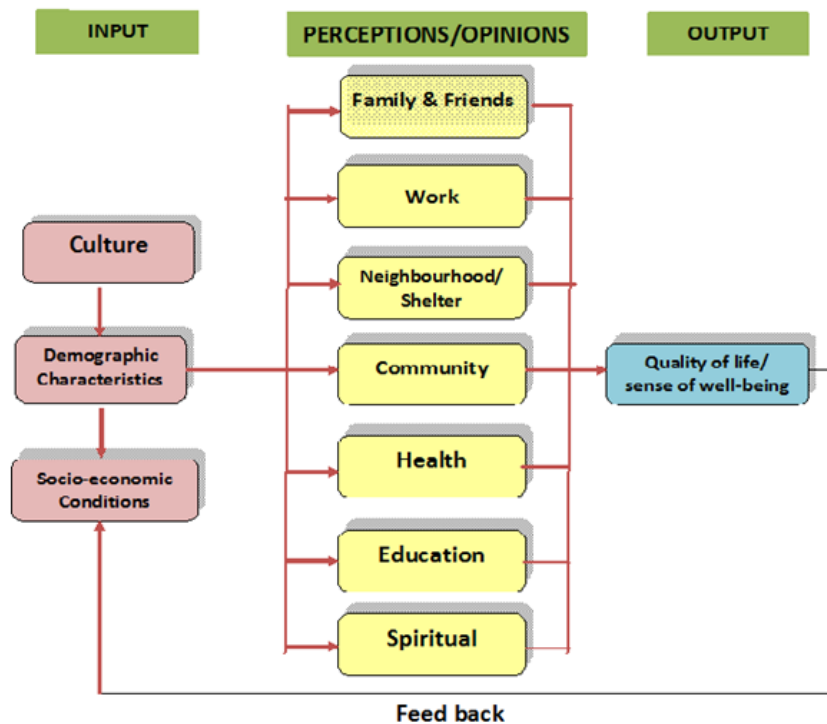 INPUT
PERCEPTIONS/OPINIONS
OUTPUT
Culture
Demographic
Characteristics
Socio-economic
Conditions
Family & Friends
Work
Neighbourhood/
Shelter
Community
Health
Education
Spiritual
Quality of life/
sense of well-being
Feed back